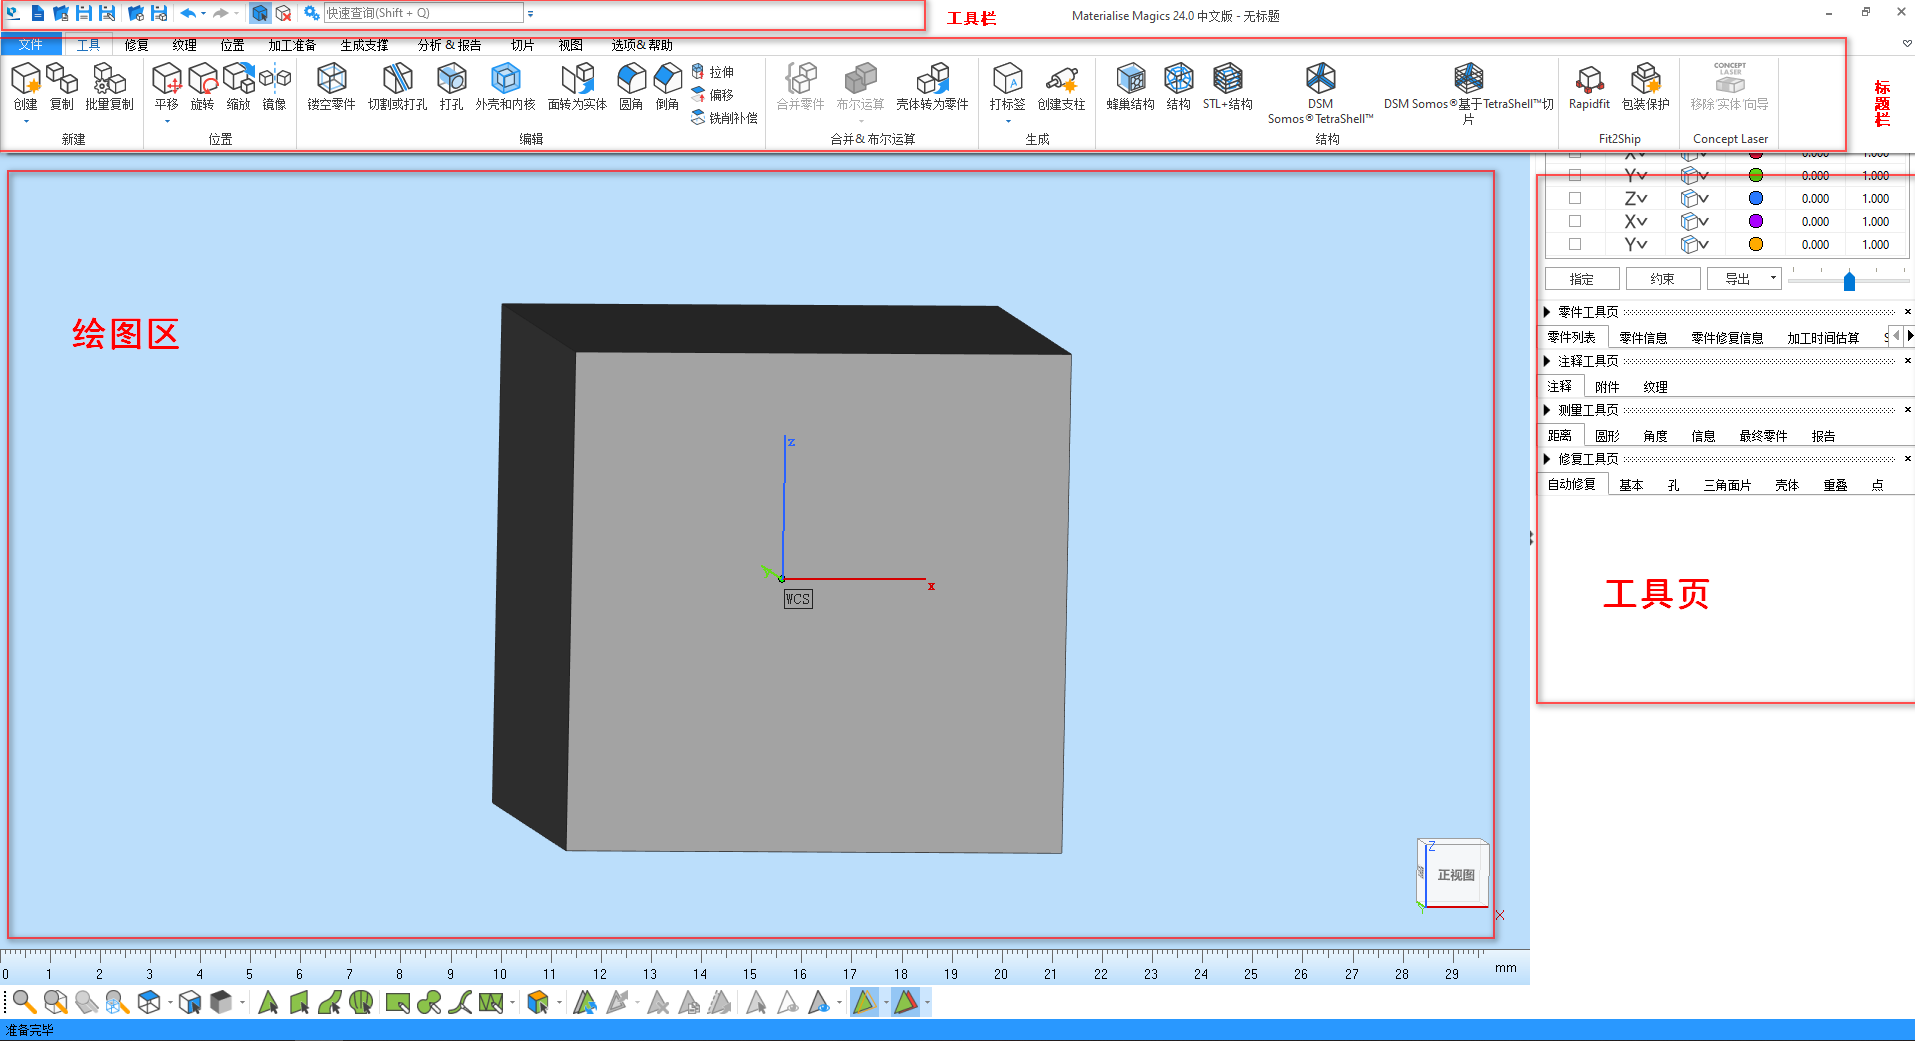 快速查询(Shift + Q)
工具栏
Materialise Magics 24.0 中文版 - 无标题
文件 工具 修复 纹理 位置 加工准备 生成支撑 分析 & 报告 切片 视图 选项& 帮助
创建 复制 批量复制 平移 旋转 缩放 镜像 镂空零件 切割或打孔 打孔 外壳和内核 面转为实体 圆角 倒角 拉伸 偏移 铣削补偿 合并零件 布尔运算 壳体转为零件 打标签 创建支柱 蜂巢结构 结构 STL+结构 DSM Somos®TetraShell™ DSM Somos®基于TetraShell™切片 Rapidfit 包装保护 CONCEPT LASER 移除'实体'向导
新建 位置 编辑 合并& 布尔运算 生成 结构 Fit2Ship Concept Laser
标题栏
X 0.000 1.000
Y 0.000 1.000
Z 0.000 1.000
X 0.000 1.000
Y 0.000 1.000
指定 约束 导出
零件工具页
零件列表 零件信息 零件修复信息 加工时间估算
注释工具页
注释 附件 纹理
测量工具页
距离 圆形 角度 信息 最终零件 报告
修复工具页
自动修复 基本 孔 三角面片 壳体 重叠 点
工具页
绘图区
z
x
WCS
Z
正视图
X
0 1 2 3 4 5 6 7 8 9 10 11 12 13 14 15 16 17 18 19 20 21 22 23 24 25 26 27 28 29 mm
准备完毕